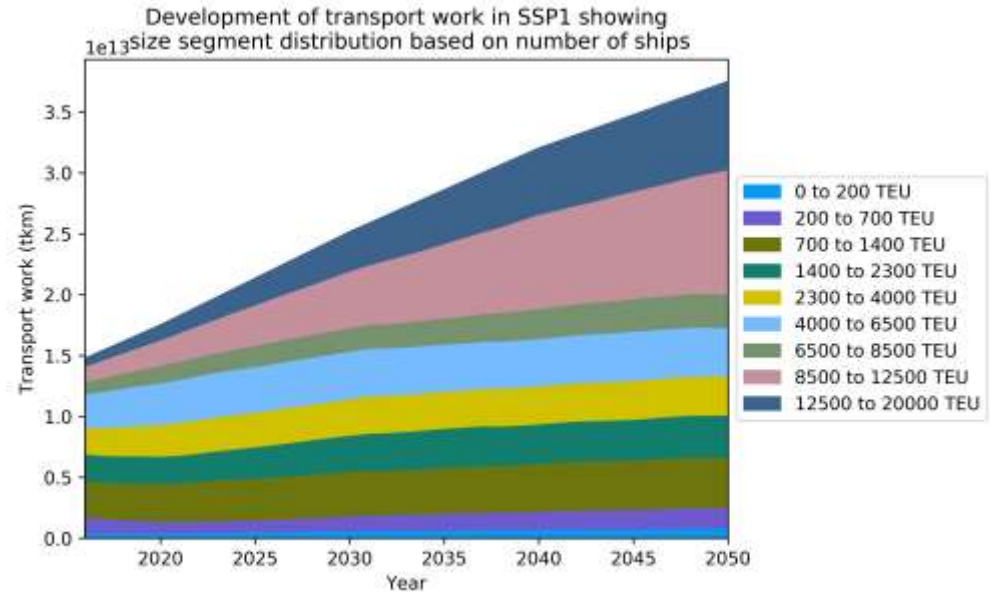 Development of transport work in SSP1 showing
size segment distribution based on number of ships
1e13
3.5
3.0
2.5
2.0
1.5
1.0
0.5
0.0
Transport work (tkm)
2020 2025 2030 2035 2040 2045 2050
Year
0 to 200 TEU
200 to 700 TEU
700 to 1400 TEU
1400 to 2300 TEU
2300 to 4000 TEU
4000 to 6500 TEU
6500 to 8500 TEU
8500 to 12500 TEU
12500 to 20000 TEU